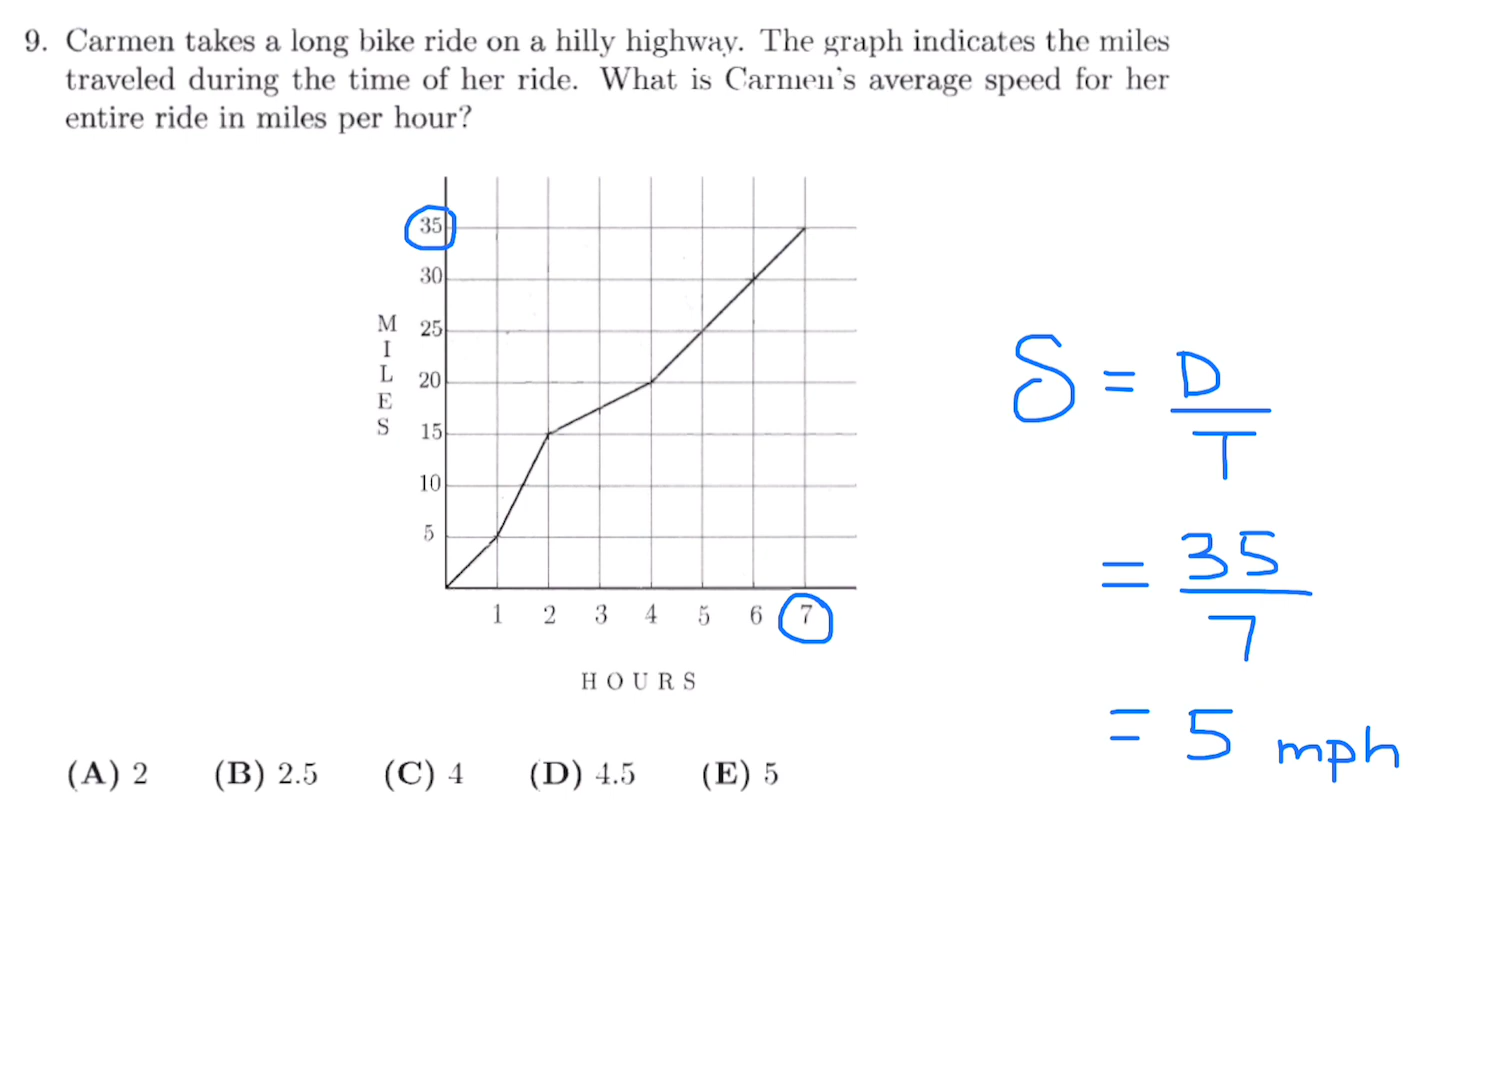 9. Carmen takes a long bike ride on a hilly highway. The graph indicates the miles
traveled during the time of her ride. What is Carmen's average speed for her
entire ride in miles per hour?
35
30
25
20
15
10
5
MILES
1 2 3 4 5 6 7
HOURS
(A) 2 (B) 2.5 (C) 4 (D) 4.5 (E) 5
S = D
T
= 35
7
= 5 mph